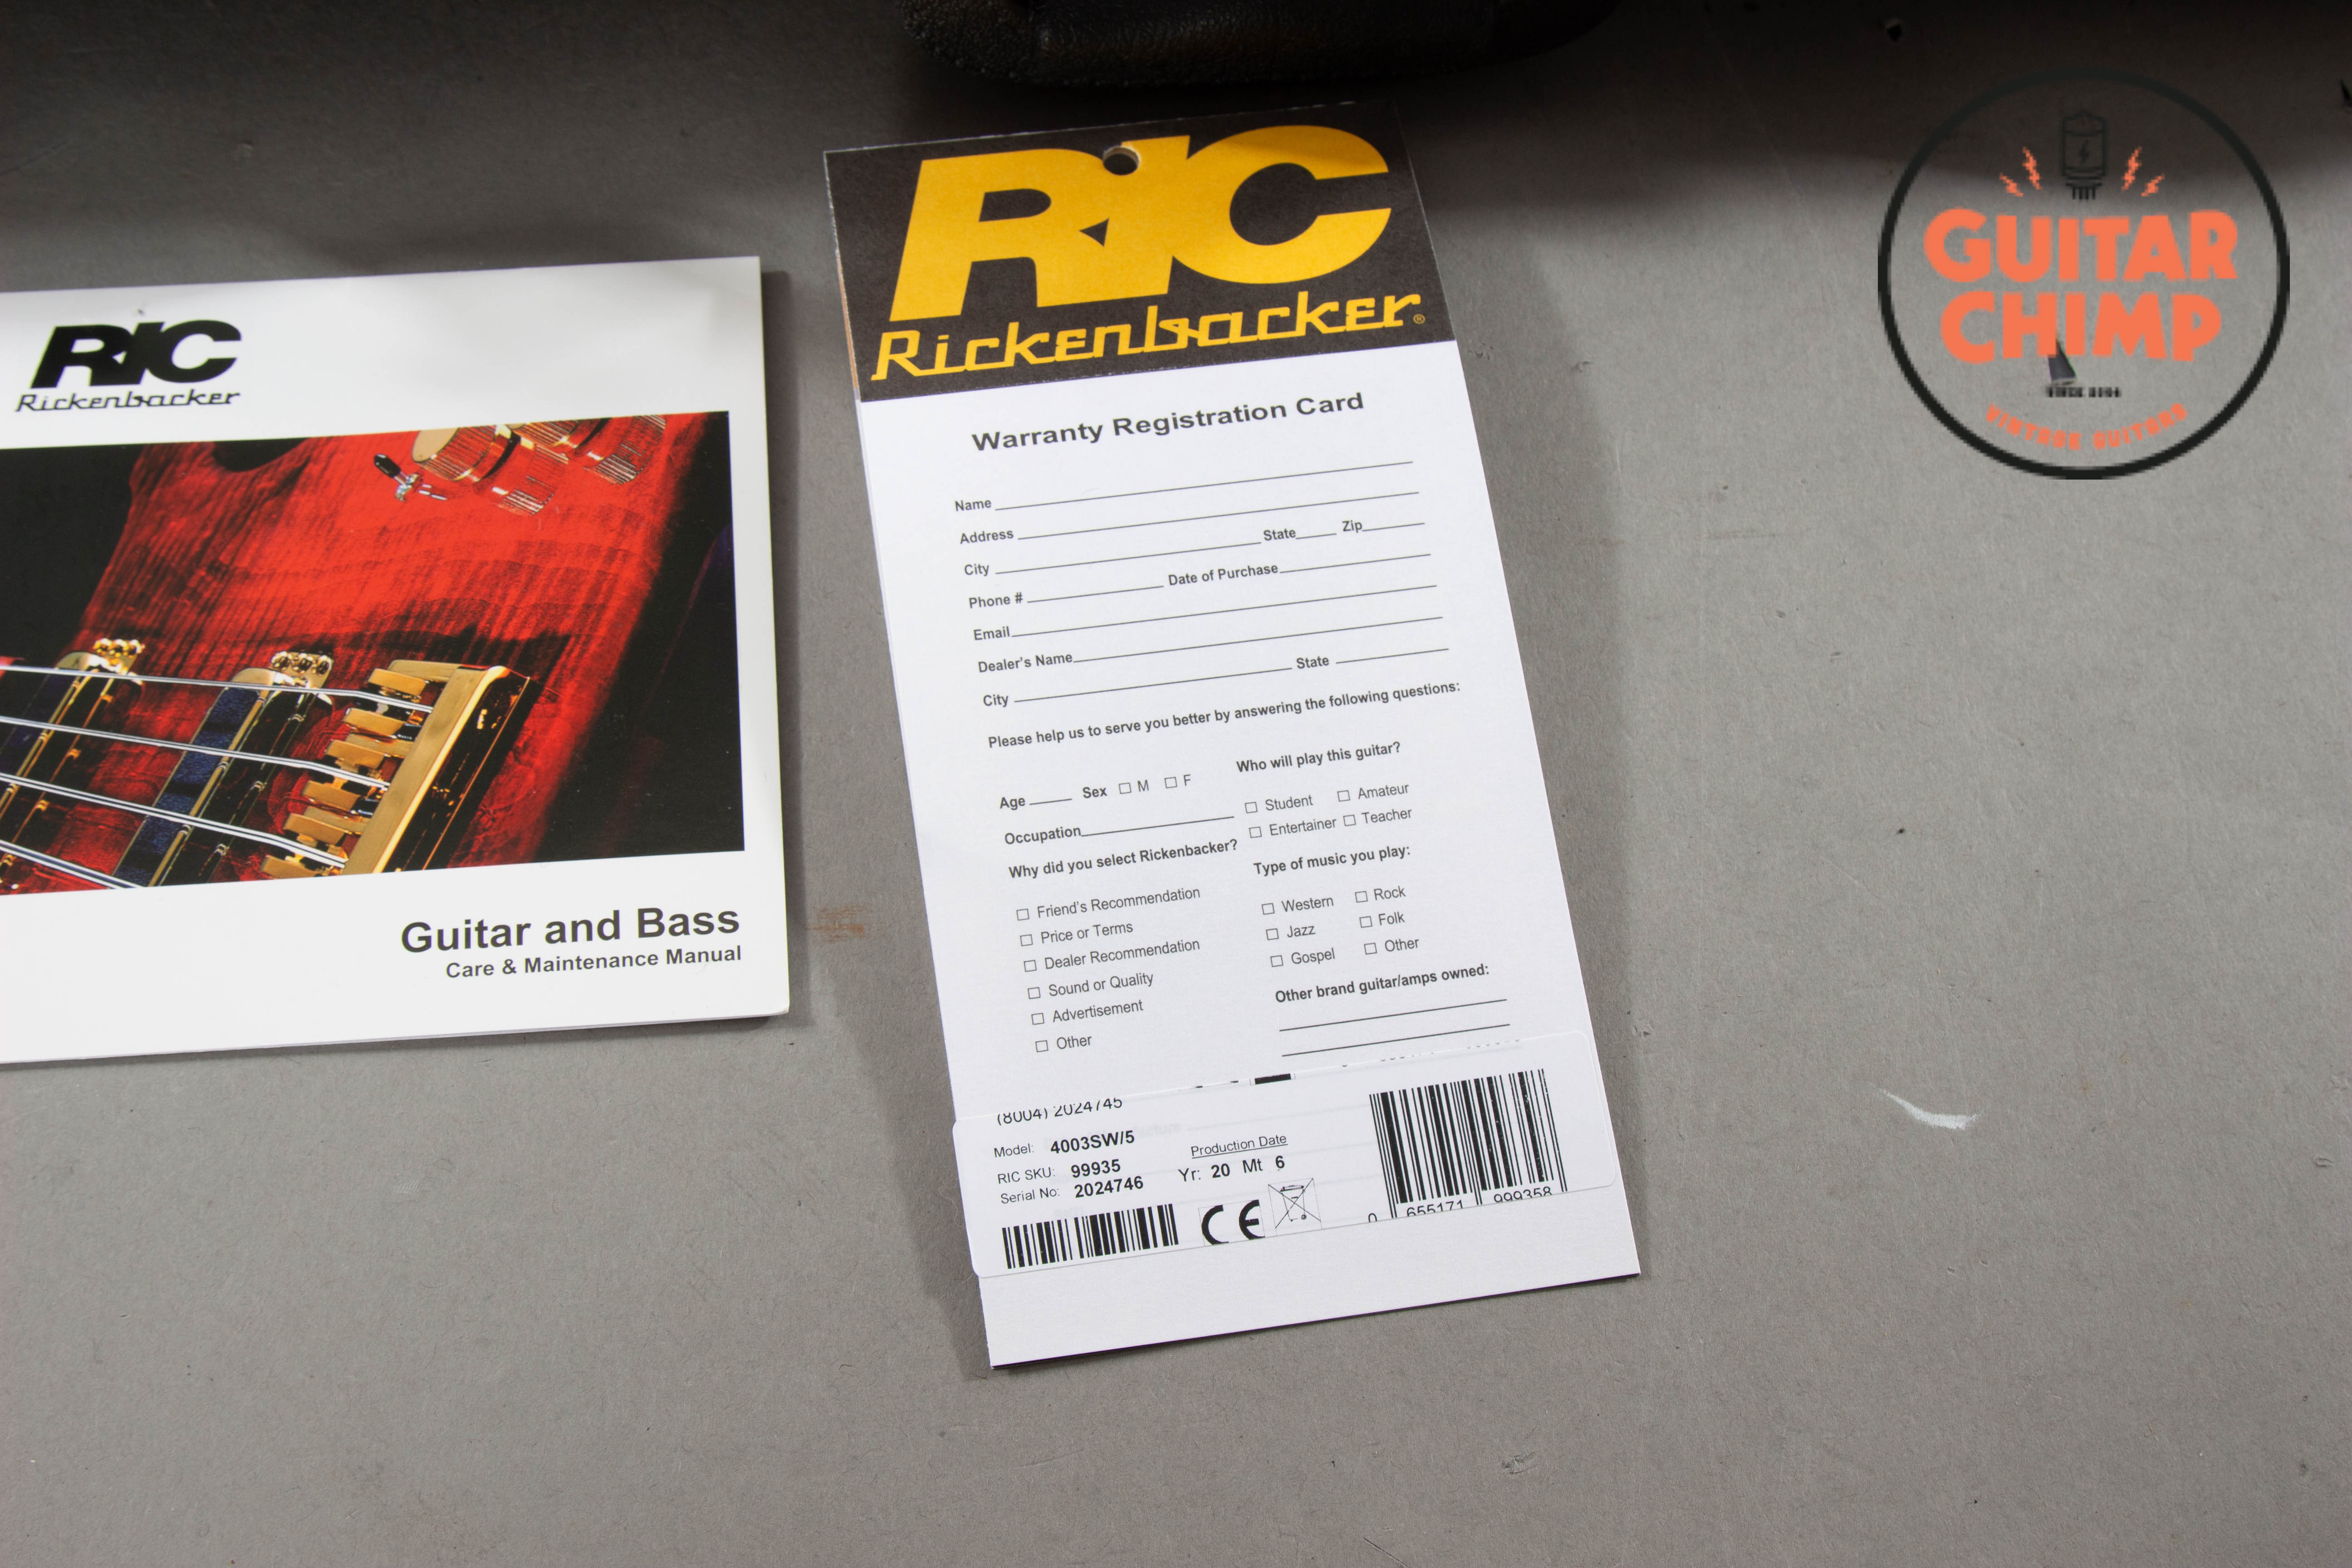 RIC
Rickenbacker
Guitar and Bass
Care & Maintenance Manual
RIC
Rickenbacker®
Warranty Registration Card
Name
Address
City State Zip
Phone # Date of Purchase
Email
Dealer's Name
City State
Please help us to serve you better by answering the following questions:
Age Sex M F
Occupation
Why did you select Rickenbacker?
Friend's Recommendation
Price or Terms
Dealer Recommendation
Sound or Quality
Advertisement
Other
Who will play this guitar?
Student Amateur
Entertainer Teacher
Type of music you play:
Western Rock
Jazz Folk
Gospel Other
Other brand guitar/amps owned:
(8004) 2024745
Model: 4003SW/5
RIC SKU: 99935
Serial No: 2024746
Production Date
Yr: 20 Mt 6
CE
0 655171 999358
GUITAR
CHIMP
VINTAGE GUITARS